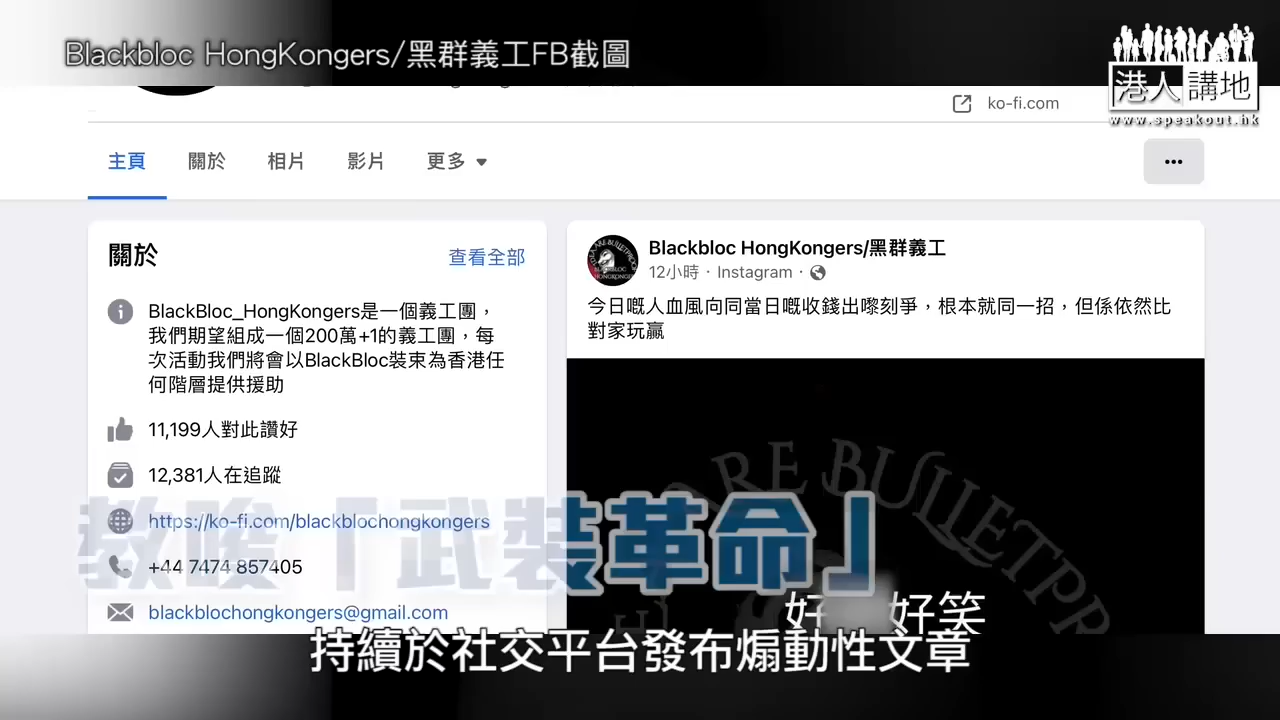 Blackbloc HongKongers/黑群義工FB截圖
港人講地
www.speakout.hk
ko-fi.com
主頁
關於
相片
影片
更多
關於
查看全部
BlackBloc_HongKongers是一個義工團，
我們期望組成一個200萬+1的義工團，每
次活動我們將會以BlackBloc裝束為香港任
何階層提供援助
11,199人對此讚好
12,381人在追蹤
https://ko-fi.com/blackblochongkongers
+44 7474 857405
blackblochongkongers@gmail.com
Blackbloc HongKongers/黑群義工
12小時 · Instagram ·
今日嘅人血風向同當日嘅收錢出嚟刻爭，根本就同一招，但係依然比
對家玩贏
ARE BULLETPR
好 好笑
教唆「武裝革命」
持續於社交平台發布煽動性文章